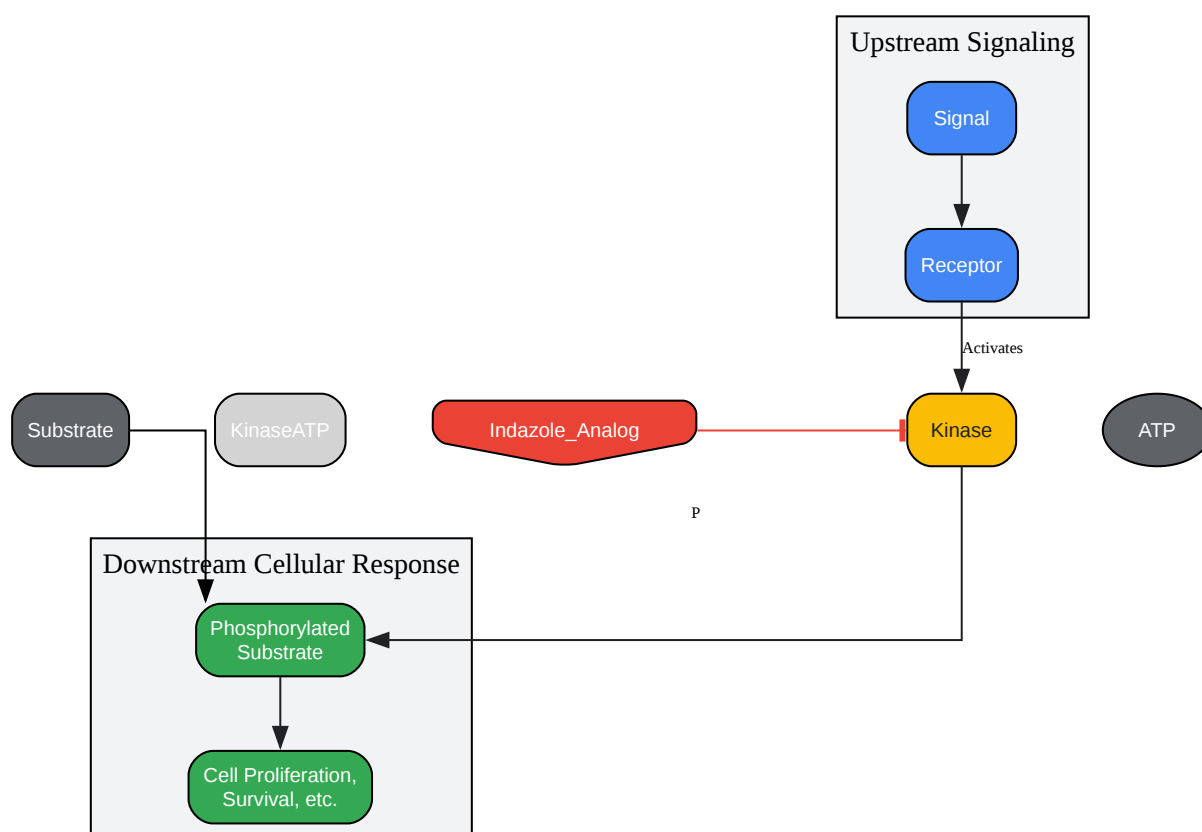 Upstream Signaling
Signal
Receptor
Activates
Substrate
KinaseATP
Indazole_Analog
Kinase
ATP
P
Downstream Cellular Response
Phosphorylated
Substrate
Cell Proliferation,
Survival, etc.